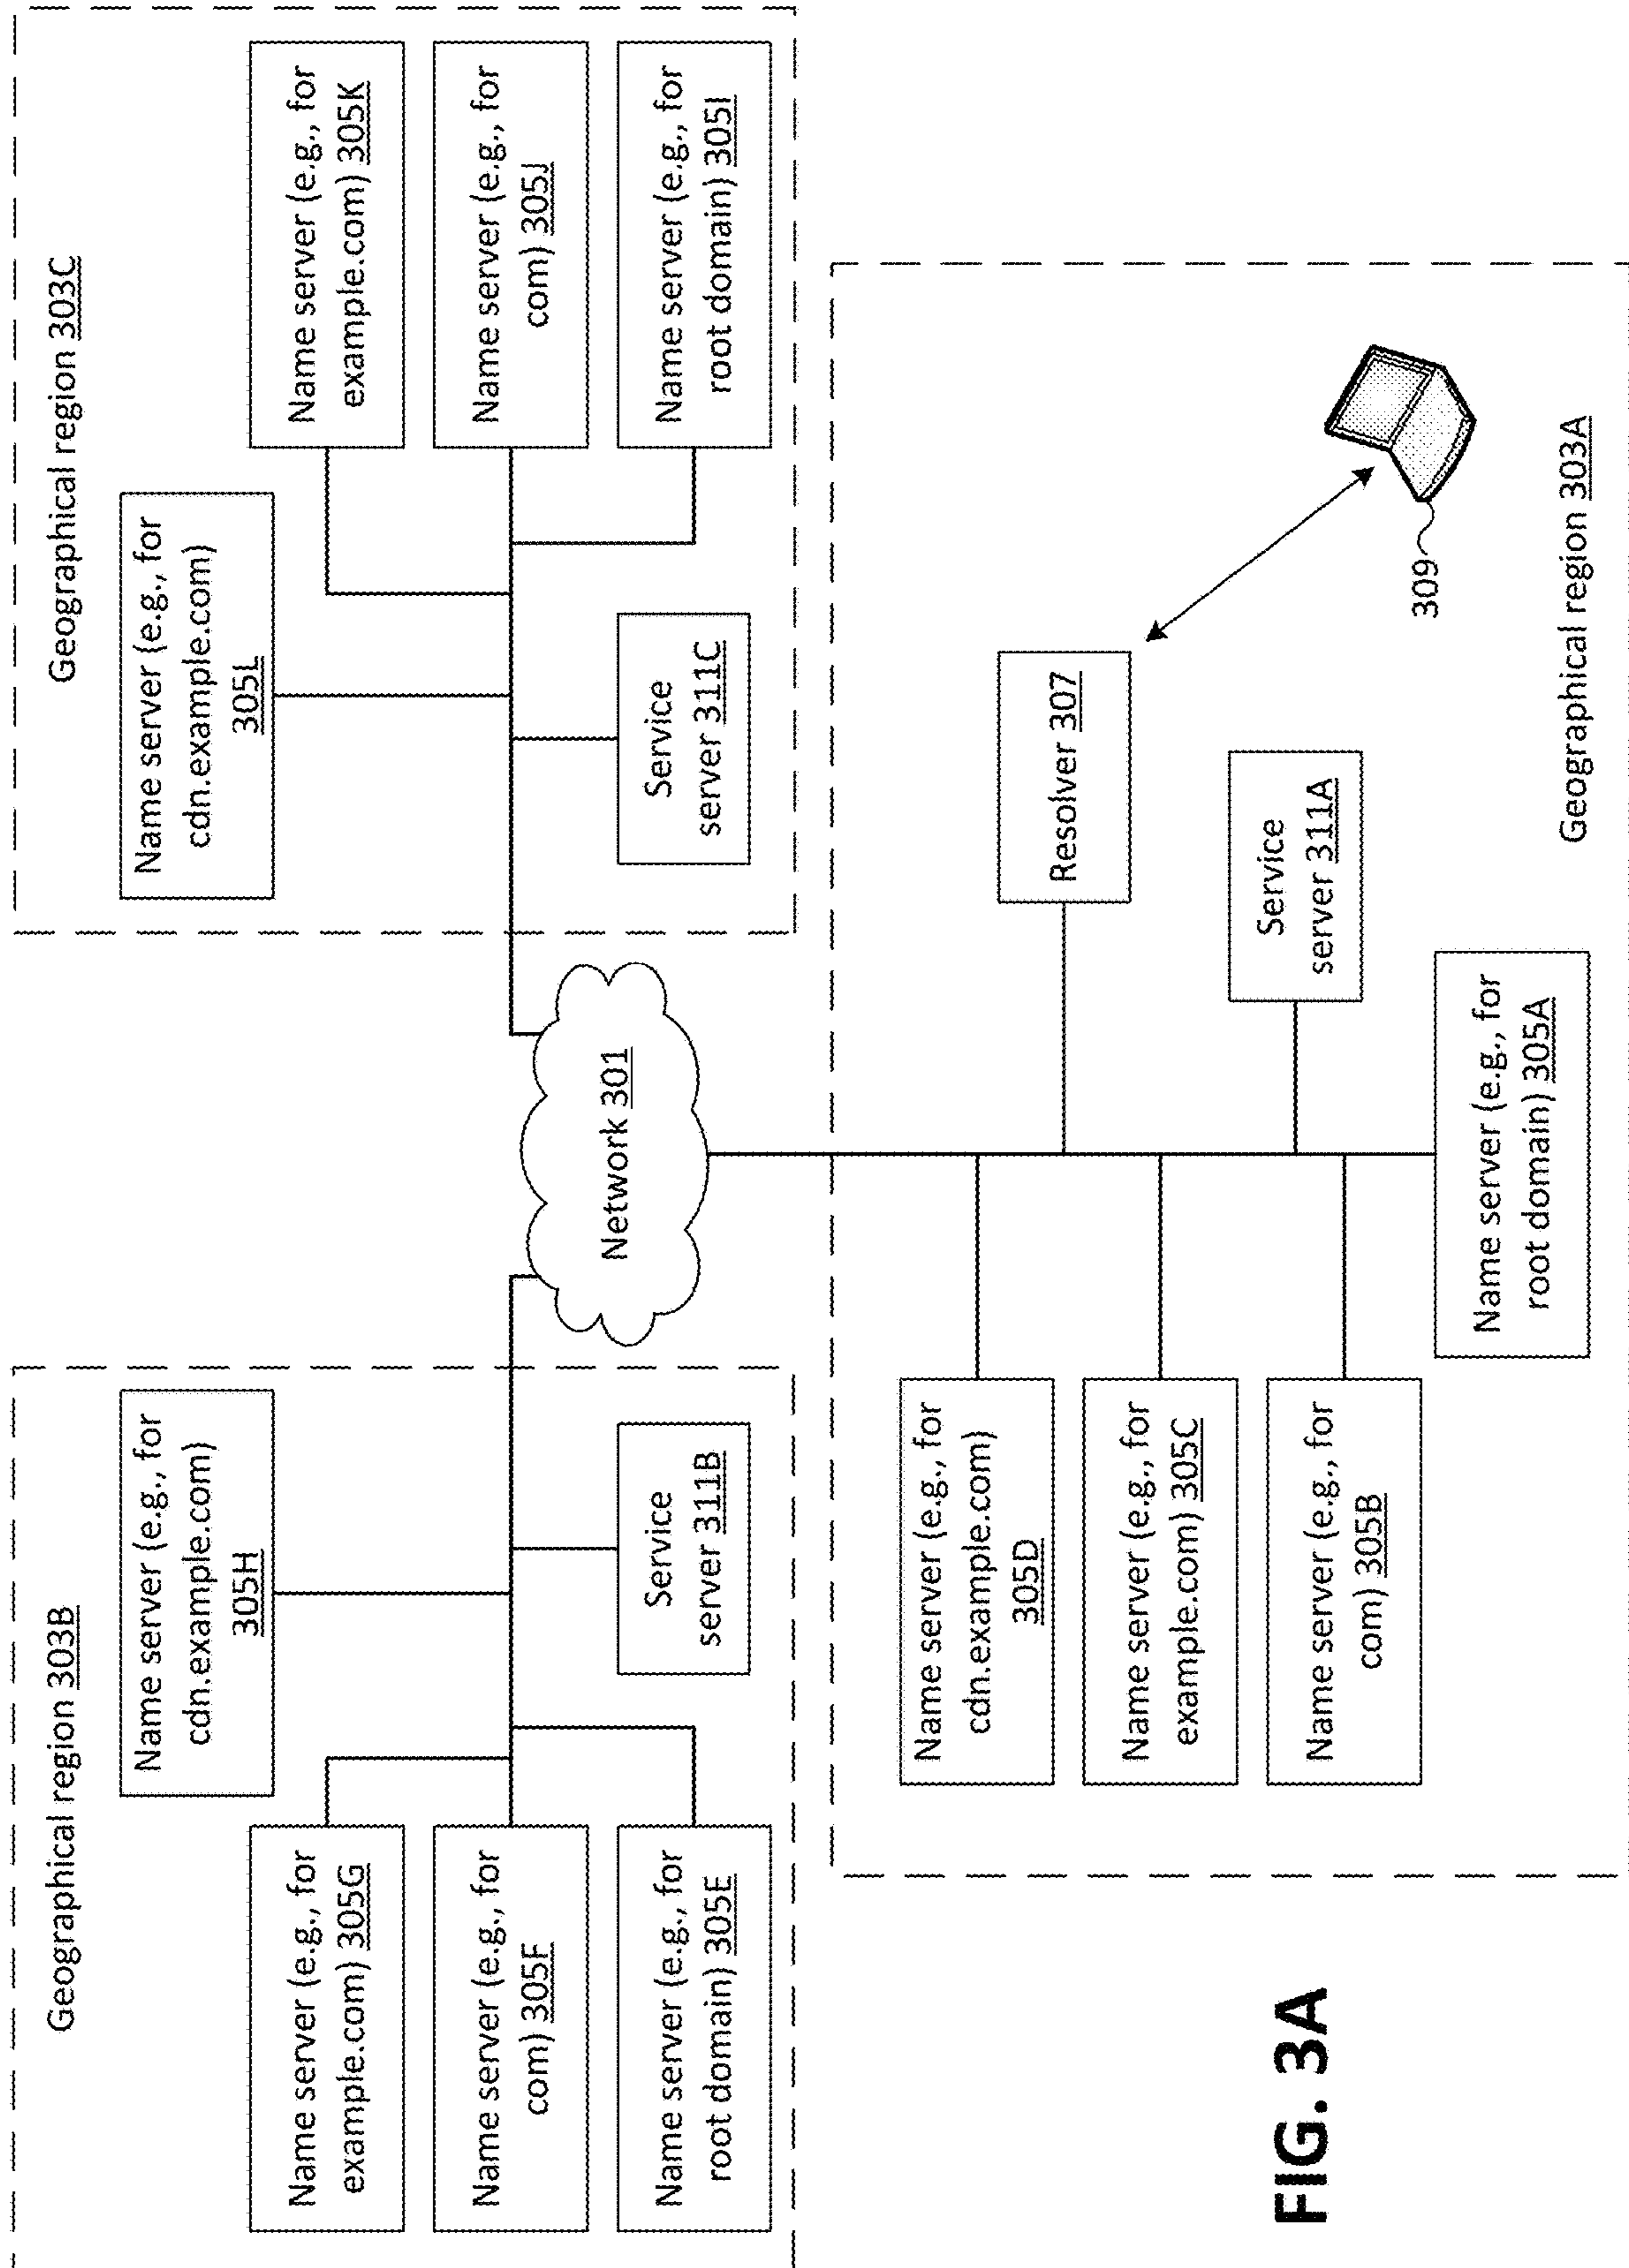 Geographical region 303B
Name server (e.g., for
cdn.example.com)
305H
Name server (e.g., for
example.com) 305G
Name server (e.g., for
com) 305F
Name server (e.g., for
root domain) 305E
Service
server 311B
Geographical region 303C
Name server (e.g., for
cdn.example.com)
305L
Name server (e.g., for
example.com) 305K
Name server (e.g., for
com) 305J
Name server (e.g., for
root domain) 305I
Service
server 311C
Network 301
Name server (e.g., for
cdn.example.com)
305D
Name server (e.g., for
example.com) 305C
Name server (e.g., for
com) 305B
Name server (e.g., for
root domain) 305A
Resolver 307
Service
server 311A
309
Geographical region 303A
FIG. 3A